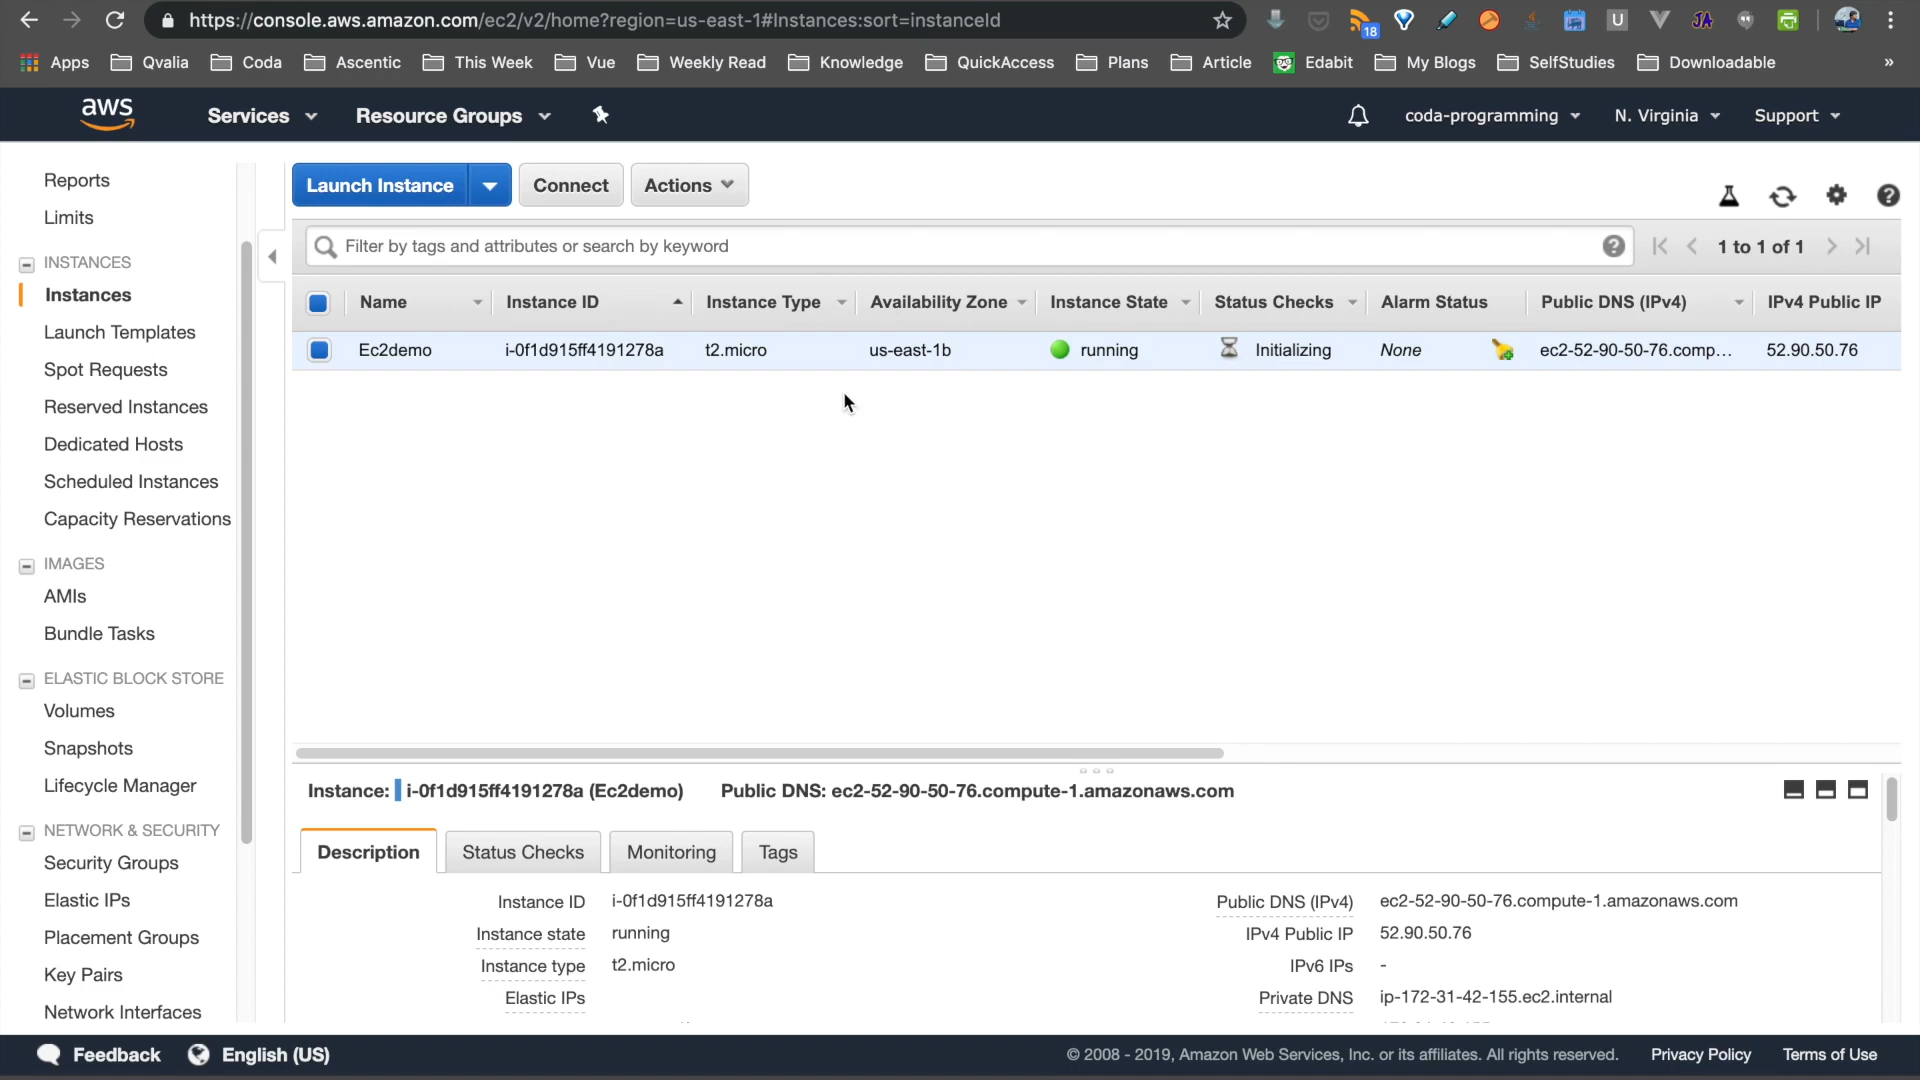 https://console.aws.amazon.com/ec2/v2/home?region=us-east-1#Instances:sort=instanceId
18
U
JA
Apps Qvalia Coda Ascentic This Week Vue Weekly Read Knowledge QuickAccess Plans Article Edabit My Blogs SelfStudies Downloadable »
aws Services Resource Groups coda-programming N. Virginia Support
Reports
Limits
INSTANCES
Instances
Launch Templates
Spot Requests
Reserved Instances
Dedicated Hosts
Scheduled Instances
Capacity Reservations
IMAGES
AMIs
Bundle Tasks
ELASTIC BLOCK STORE
Volumes
Snapshots
Lifecycle Manager
NETWORK & SECURITY
Security Groups
Elastic IPs
Placement Groups
Key Pairs
Network Interfaces
Launch Instance Connect Actions
Filter by tags and attributes or search by keyword 1 to 1 of 1
Name Instance ID Instance Type Availability Zone Instance State Status Checks Alarm Status Public DNS (IPv4) IPv4 Public IP
Ec2demo i-0f1d915ff4191278a t2.micro us-east-1b running Initializing None ec2-52-90-50-76.comp... 52.90.50.76
Instance: i-0f1d915ff4191278a (Ec2demo) Public DNS: ec2-52-90-50-76.compute-1.amazonaws.com
Description Status Checks Monitoring Tags
Instance ID i-0f1d915ff4191278a Public DNS (IPv4) ec2-52-90-50-76.compute-1.amazonaws.com
Instance state running IPv4 Public IP 52.90.50.76
Instance type t2.micro IPv6 IPs -
Elastic IPs Private DNS ip-172-31-42-155.ec2.internal
Feedback English (US) © 2008 - 2019, Amazon Web Services, Inc. or its affiliates. All rights reserved. Privacy Policy Terms of Use